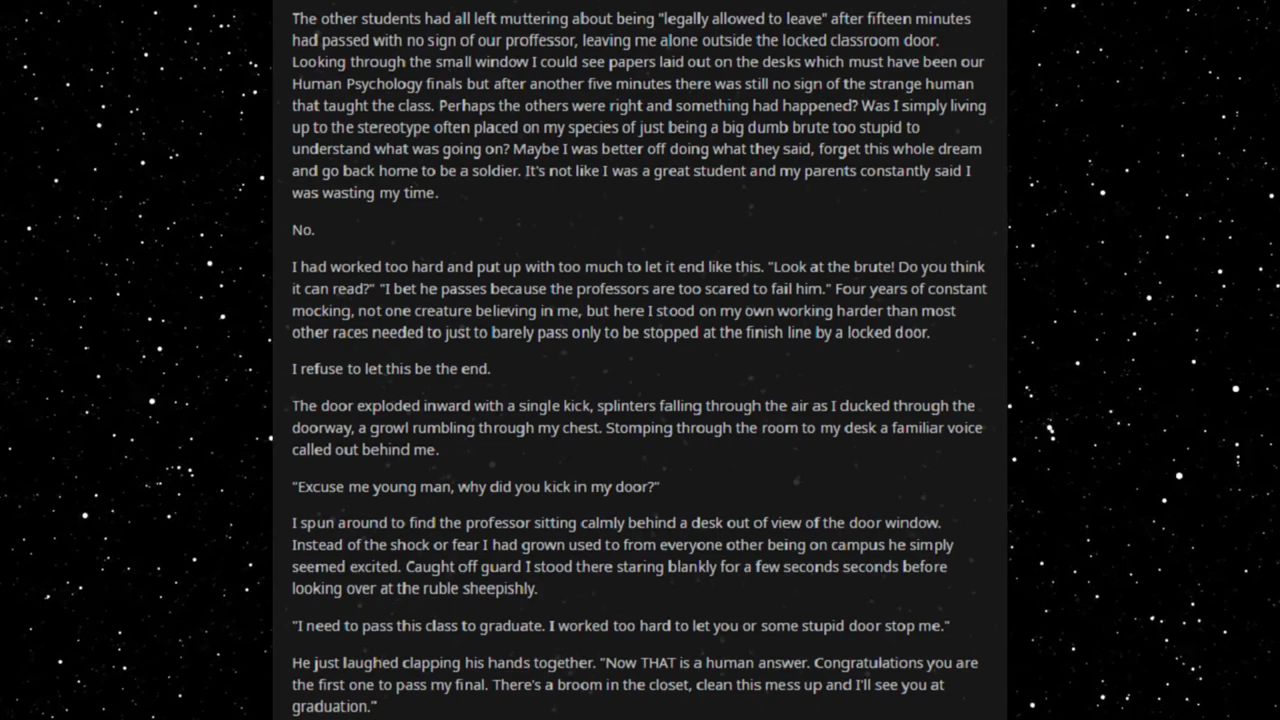 The other students had all left muttering about being "legally allowed to leave" after fifteen minutes
had passed with no sign of our proffessor, leaving me alone outside the locked classroom door.
Looking through the small window I could see papers laid out on the desks which must have been our
Human Psychology finals but after another five minutes there was still no sign of the strange human
that taught the class. Perhaps the others were right and something had happened? Was I simply living
up to the stereotype often placed on my species of just being a big dumb brute too stupid to
understand what was going on? Maybe I was better off doing what they said, forget this whole dream
and go back home to be a soldier. It's not like I was a great student and my parents constantly said I
was wasting my time.
No.
I had worked too hard and put up with too much to let it end like this. "Look at the brute! Do you think
it can read?" "I bet he passes because the professors are too scared to fail him." Four years of constant
mocking, not one creature believing in me, but here I stood on my own working harder than most
other races needed to just to barely pass only to be stopped at the finish line by a locked door.
I refuse to let this be the end.
The door exploded inward with a single kick, splinters falling through the air as I ducked through the
doorway, a growl rumbling through my chest. Stomping through the room to my desk a familiar voice
called out behind me.
"Excuse me young man, why did you kick in my door?"
I spun around to find the professor sitting calmly behind a desk out of view of the door window.
Instead of the shock or fear I had grown used to from everyone other being on campus he simply
seemed excited. Caught off guard I stood there staring blankly for a few seconds seconds before
looking over at the ruble sheepishly.
"I need to pass this class to graduate. I worked too hard to let you or some stupid door stop me."
He just laughed clapping his hands together. "Now THAT is a human answer. Congratulations you are
the first one to pass my final. There's a broom in the closet, clean this mess up and I'll see you at
graduation."